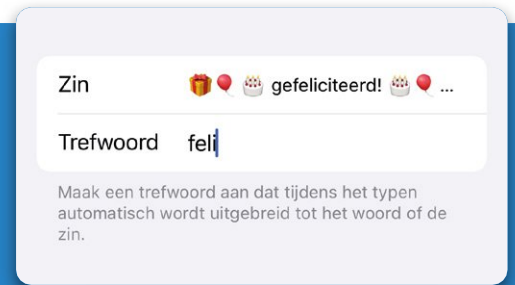 Zin 🎁🎈 🎂 gefeliciteerd! 🎂🎈 ...
Trefwoord feli
Maak een trefwoord aan dat tijdens het typen
automatisch wordt uitgebreid tot het woord of de
zin.